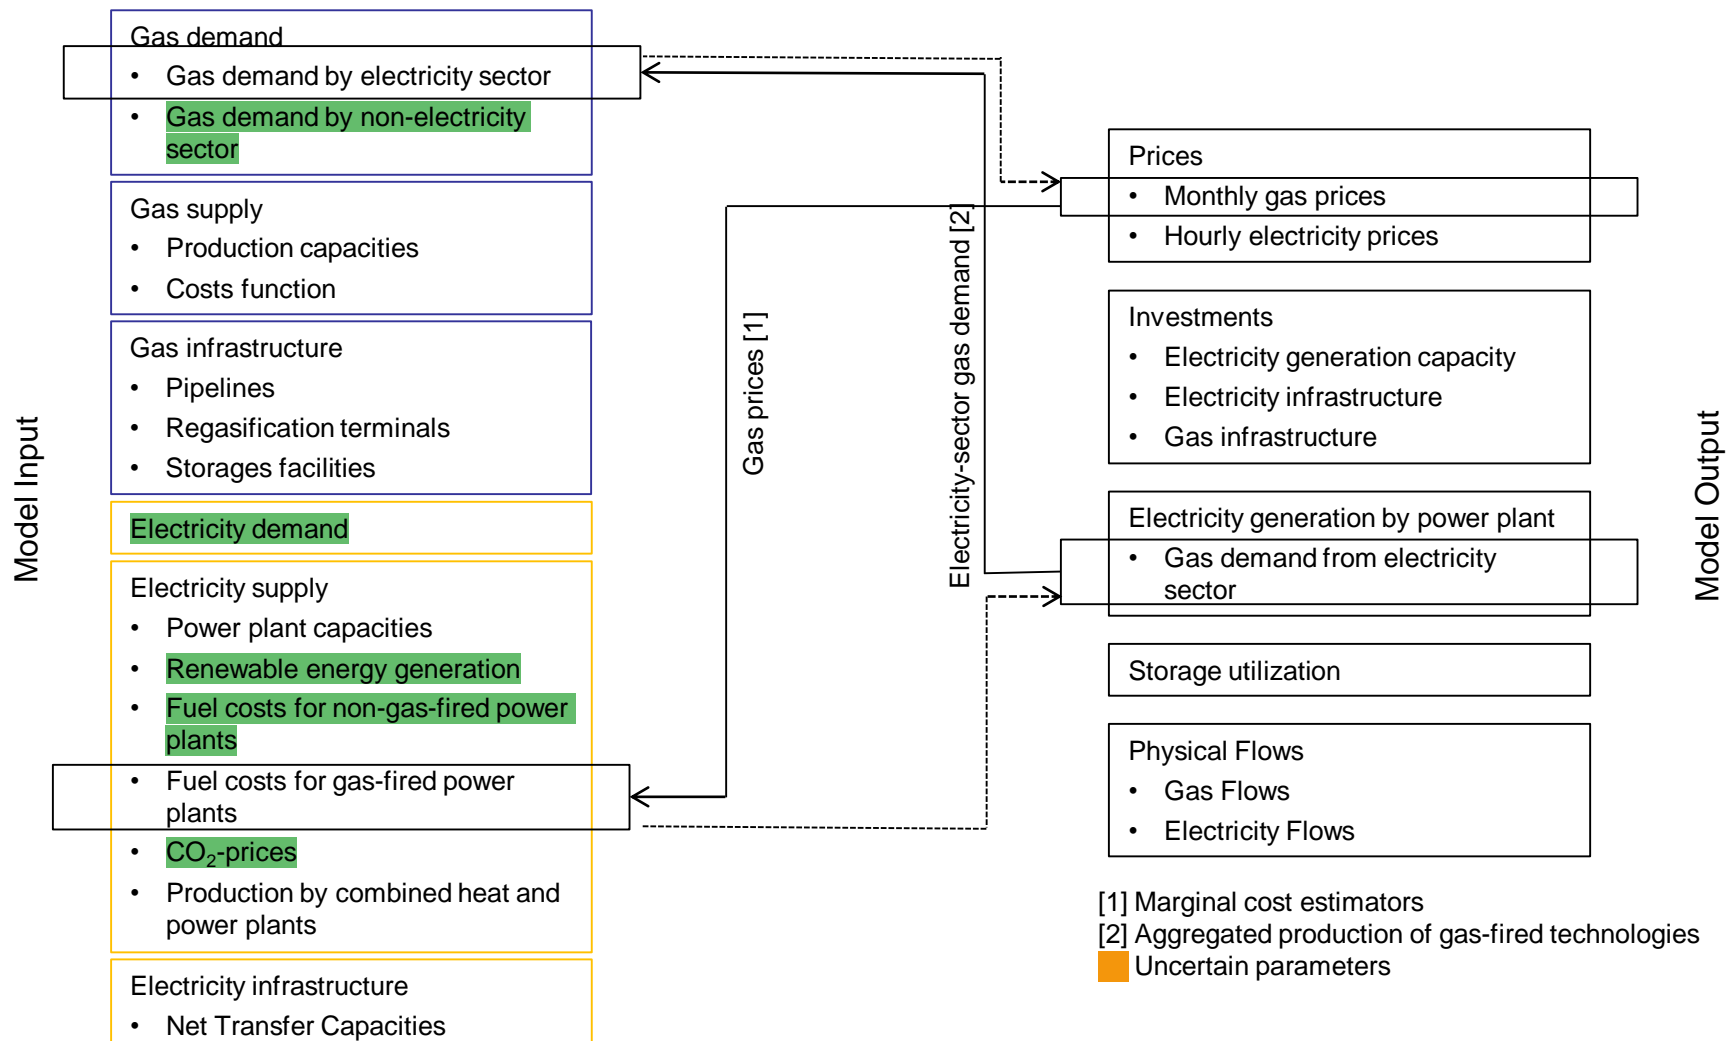 Model Input
Gas demand
• Gas demand by electricity sector
• Gas demand by non-electricity
sector
Gas supply
• Production capacities
• Costs function
Gas infrastructure
• Pipelines
• Regasification terminals
• Storages facilities
Electricity demand
Electricity supply
• Power plant capacities
• Renewable energy generation
• Fuel costs for non-gas-fired power
plants
• Fuel costs for gas-fired power
plants
• CO₂-prices
• Production by combined heat and
power plants
Electricity infrastructure
• Net Transfer Capacities
Gas prices [1]
Electricity-sector gas demand [2]
Prices
• Monthly gas prices
• Hourly electricity prices
Investments
• Electricity generation capacity
• Electricity infrastructure
• Gas infrastructure
Electricity generation by power plant
• Gas demand from electricity
sector
Storage utilization
Physical Flows
• Gas Flows
• Electricity Flows
Model Output
[1] Marginal cost estimators
[2] Aggregated production of gas-fired technologies
Uncertain parameters